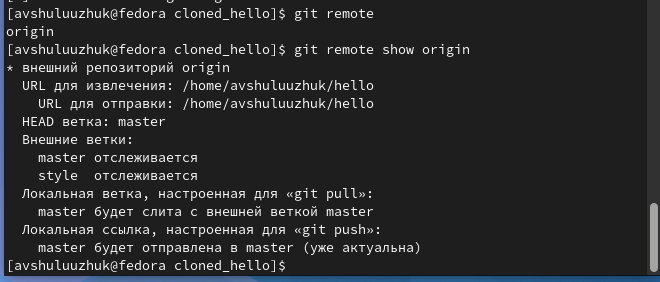 [avshuluuzhuk@fedora cloned_hello]$ git remote
origin
[avshuluuzhuk@fedora cloned_hello]$ git remote show origin
* внешний репозиторий origin
URL для извлечения: /home/avshuluuzhuk/hello
URL для отправки: /home/avshuluuzhuk/hello
HEAD ветка: master
Внешние ветки:
master отслеживается
style  отслеживается
Локальная ветка, настроенная для «git pull»:
master будет слита с внешней веткой master
Локальная ссылка, настроенная для «git push»:
master будет отправлена в master (уже актуальна)
[avshuluuzhuk@fedora cloned_hello]$